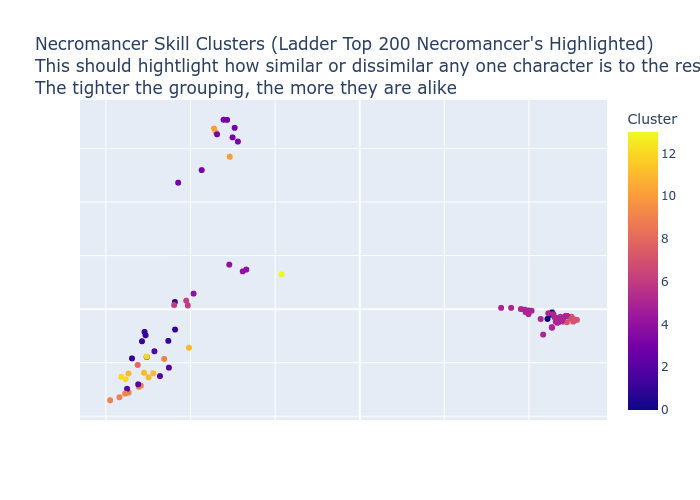 Necromancer Skill Clusters (Ladder Top 200 Necromancer's Highlighted)
This should hightlight how similar or dissimilar any one character is to the res
The tighter the grouping, the more they are alike
Cluster
12
10
8
6
4
2
0